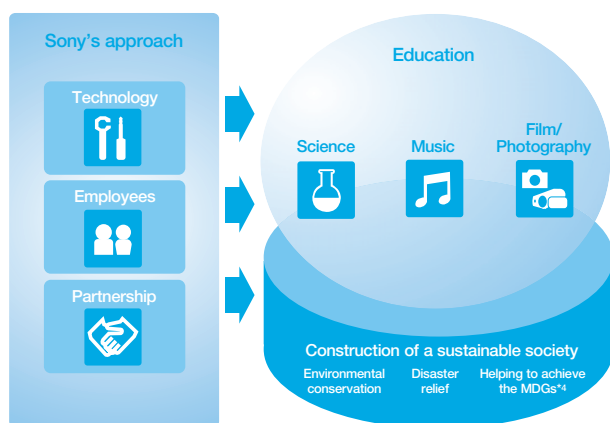 Sony's approach
Technology
Employees
Partnership
Education
Science
Music
Film/
Photography
Construction of a sustainable society
Environmental
conservation
Disaster
relief
Helping to achieve
the MDGs*4